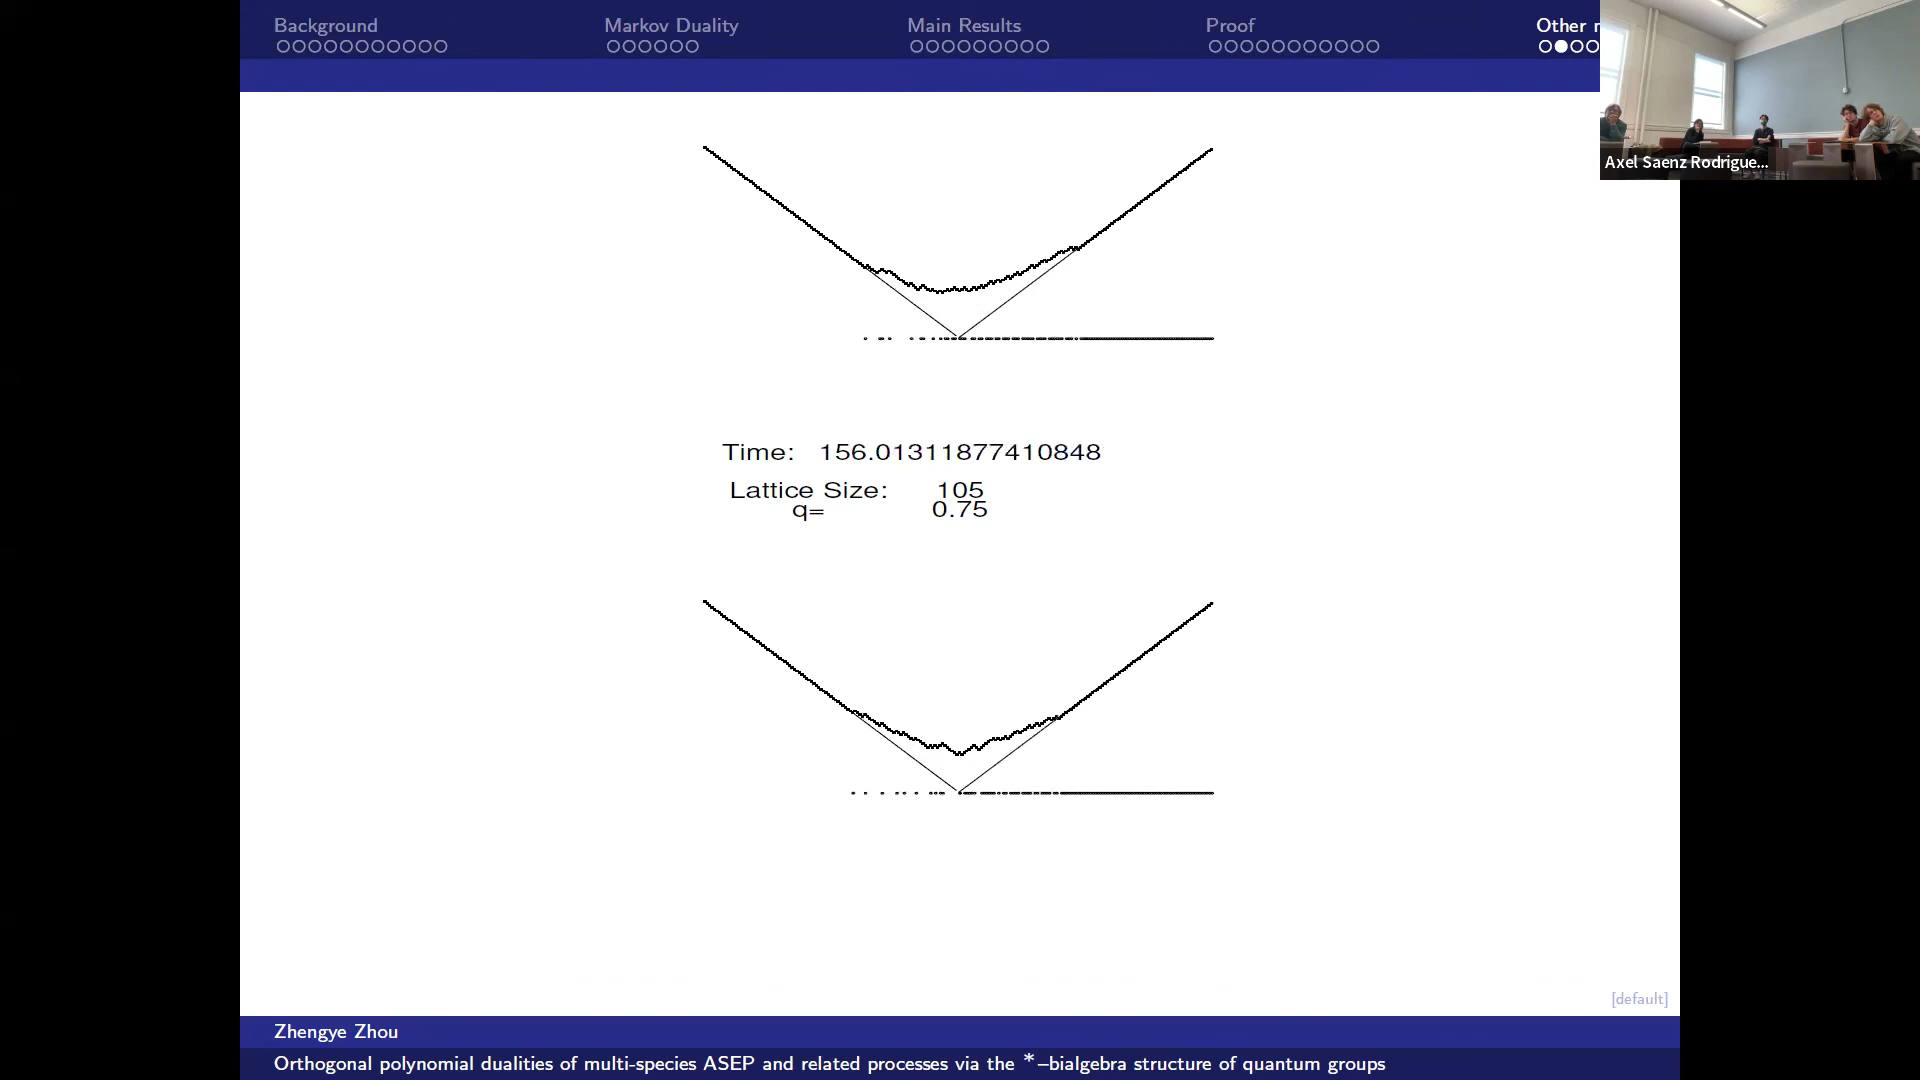 Background Markov Duality Main Results Proof Other r
Axel Saenz Rodrigue...
Time: 156.01311877410848
Lattice Size: 105
q= 0.75
[default]
Zhengye Zhou
Orthogonal polynomial dualities of multi-species ASEP and related processes via the *–bialgebra structure of quantum groups